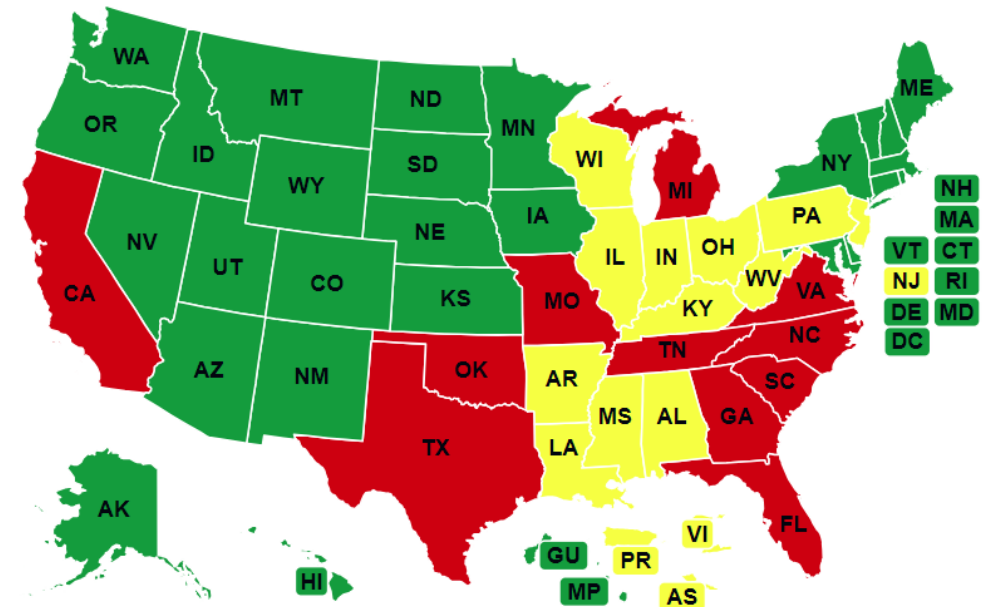 WA
MT
ND
MN
OR
ID
SD
WY
WI
MI
NY
ME
NE
IA
NV
UT
CO
KS
IL
IN
OH
PA
WV
KY
VA
MO
CA
AZ
NM
OK
AR
TN
NC
SC
TX
LA
MS
AL
GA
FL
NH
MA
VT CT
NJ RI
DE MD
DC
AK
HI
GU
MP
PR
VI
AS